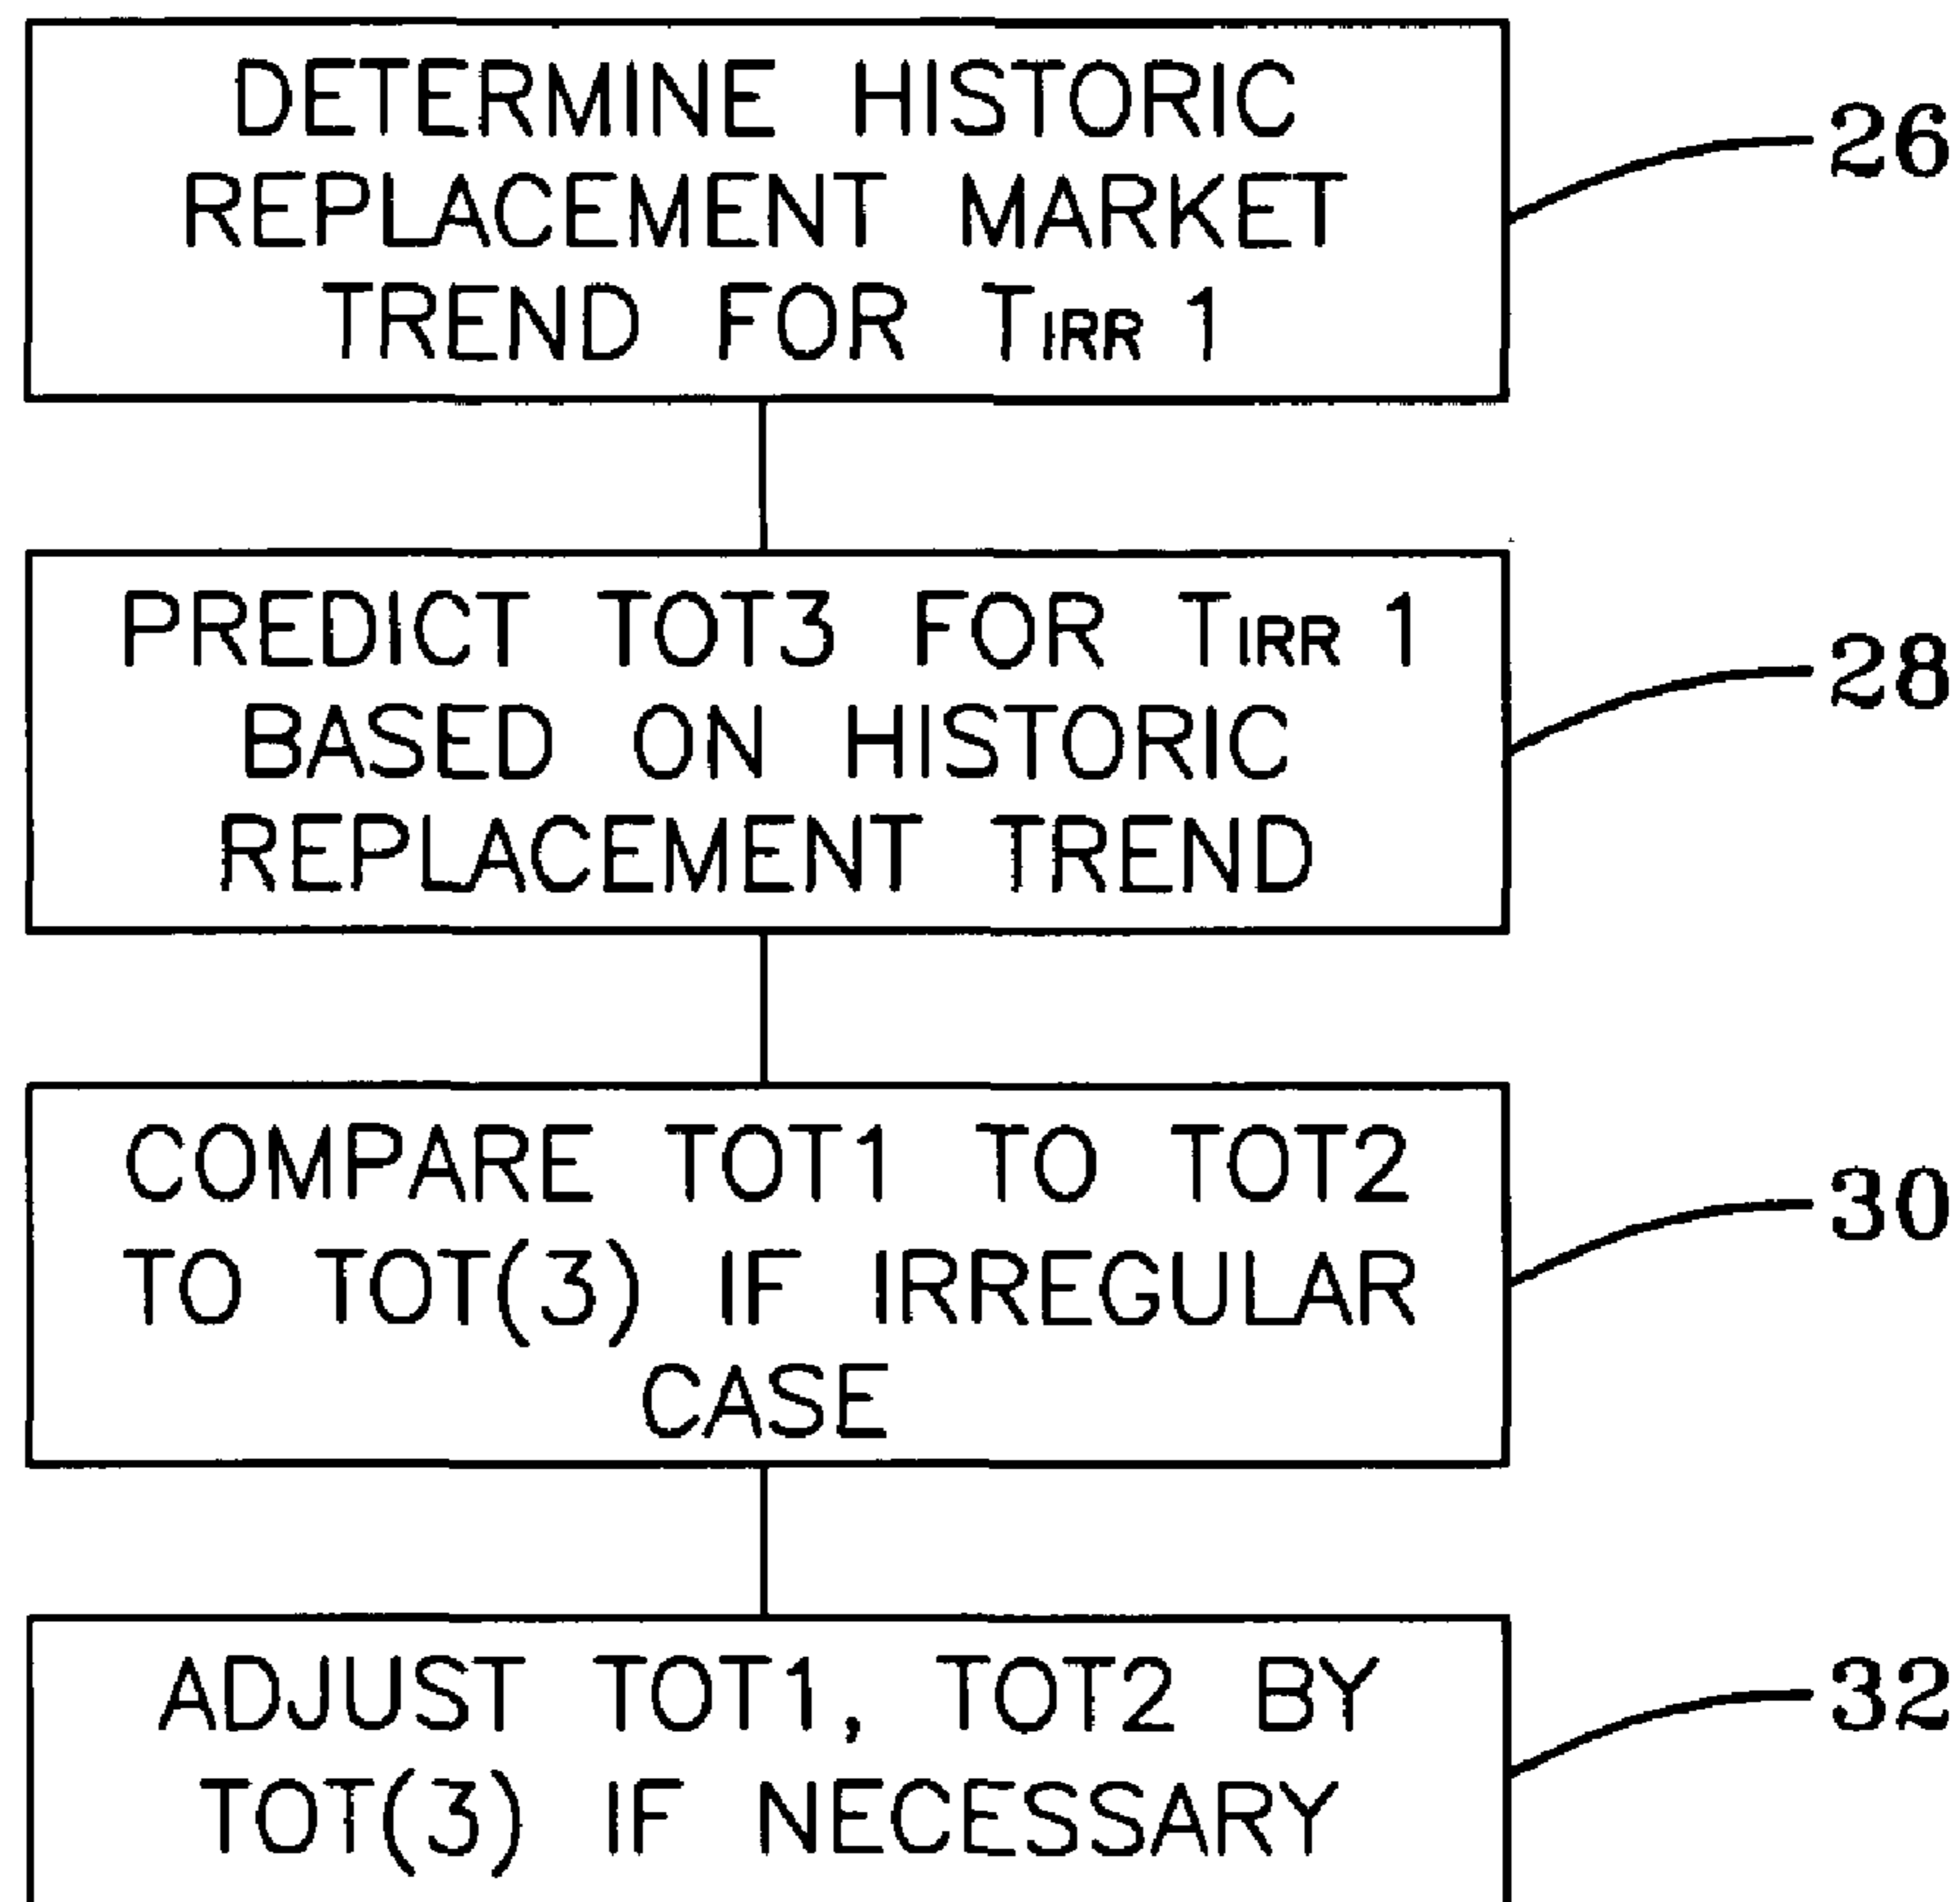 DETERMINE HISTORIC
REPLACEMENT MARKET
TREND FOR TIRR 1
26
PREDICT TOT3 FOR TIRR 1
BASED ON HISTORIC
REPLACEMENT TREND
28
COMPARE TOT1 TO TOT2
TO TOT(3) IF IRREGULAR
CASE
30
ADJUST TOT1, TOT2 BY
TOT(3) IF NECESSARY
32